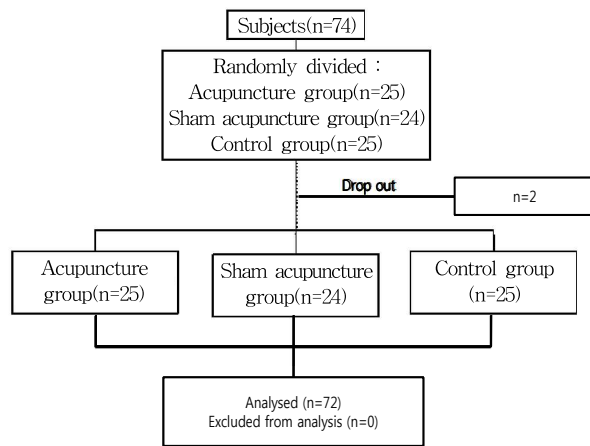 Subjects(n=74)
Randomly divided :
Acupuncture group(n=25)
Sham acupuncture group(n=24)
Control group(n=25)
Drop out
n=2
Acupuncture
group(n=25)
Sham acupuncture
group(n=24)
Control group
(n=25)
Analysed (n=72)
Excluded from analysis (n=0)